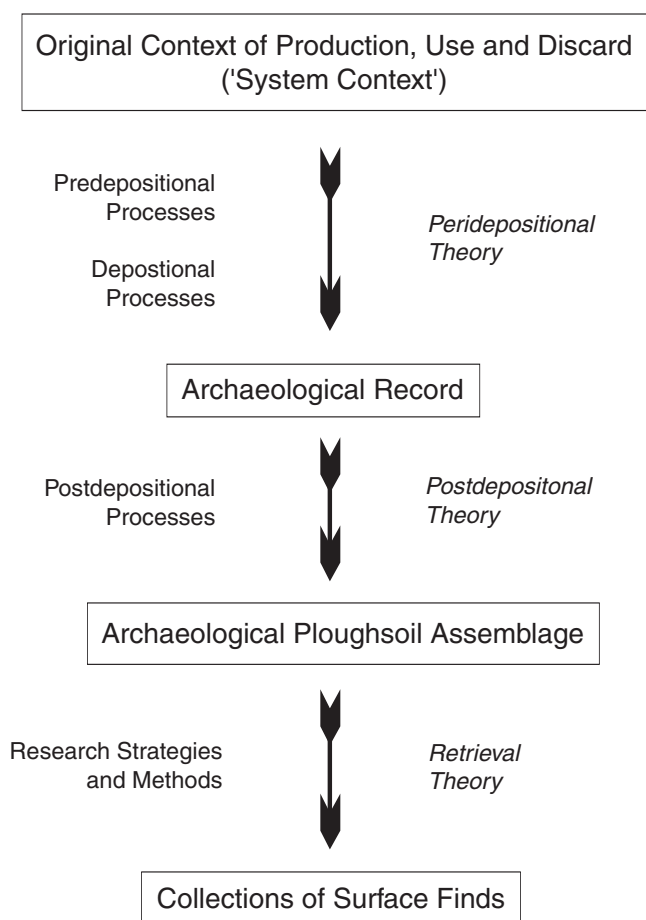 Original Context of Production, Use and Discard
('System Context')
Predepositional
Processes
Peridepositional
Theory
Depostional
Processes
Archaeological Record
Postdepositional
Processes
Postdepositonal
Theory
Archaeological Ploughsoil Assemblage
Research Strategies
and Methods
Retrieval
Theory
Collections of Surface Finds